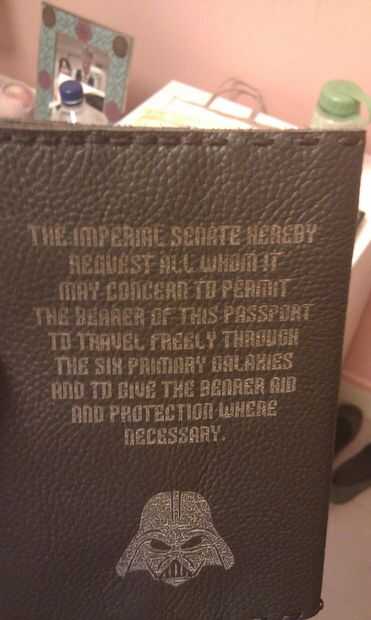 THE IMPERIAL SENATE HEREBY
REQUEST ALL WHOM IT
MAY CONCERN TO PERMIT
THE BEARER OF THIS PASSPORT
TO TRAVEL FREELY THROUGH
THE SIX PRIMARY GALAXIES
AND TO GIVE THE BEARER AID
AND PROTECTION WHERE
NECESSARY.